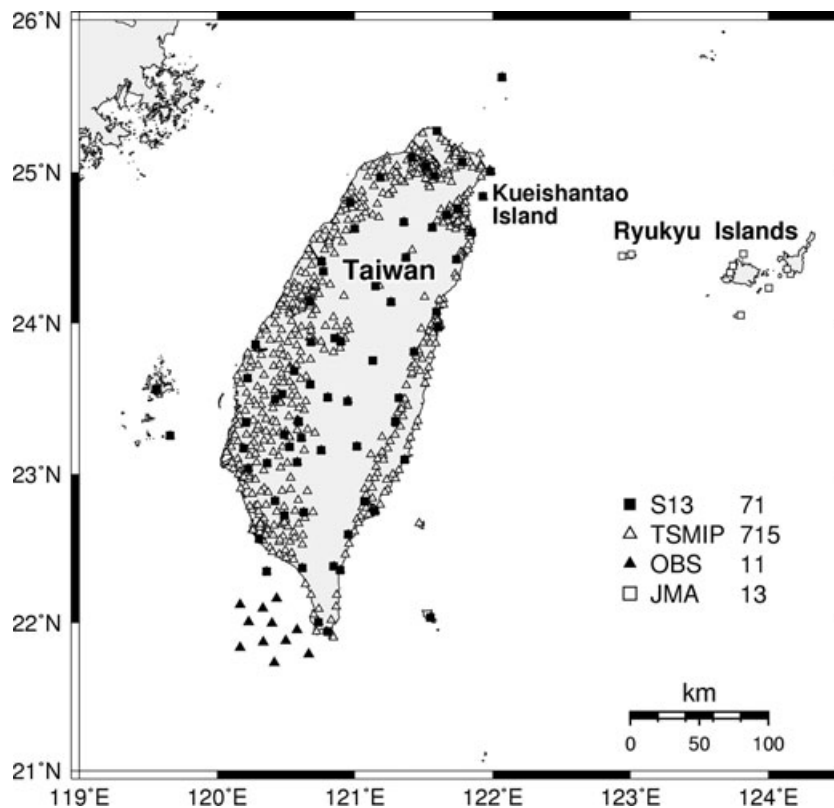 26˚N
25˚N
Kueishantao
Island
Ryukyu Islands
Taiwan
24˚N
23˚N
S13 71
TSMIP 715
OBS 11
JMA 13
22˚N
km
0 50 100
21˚N
119˚E 120˚E 121˚E 122˚E 123˚E 124˚E